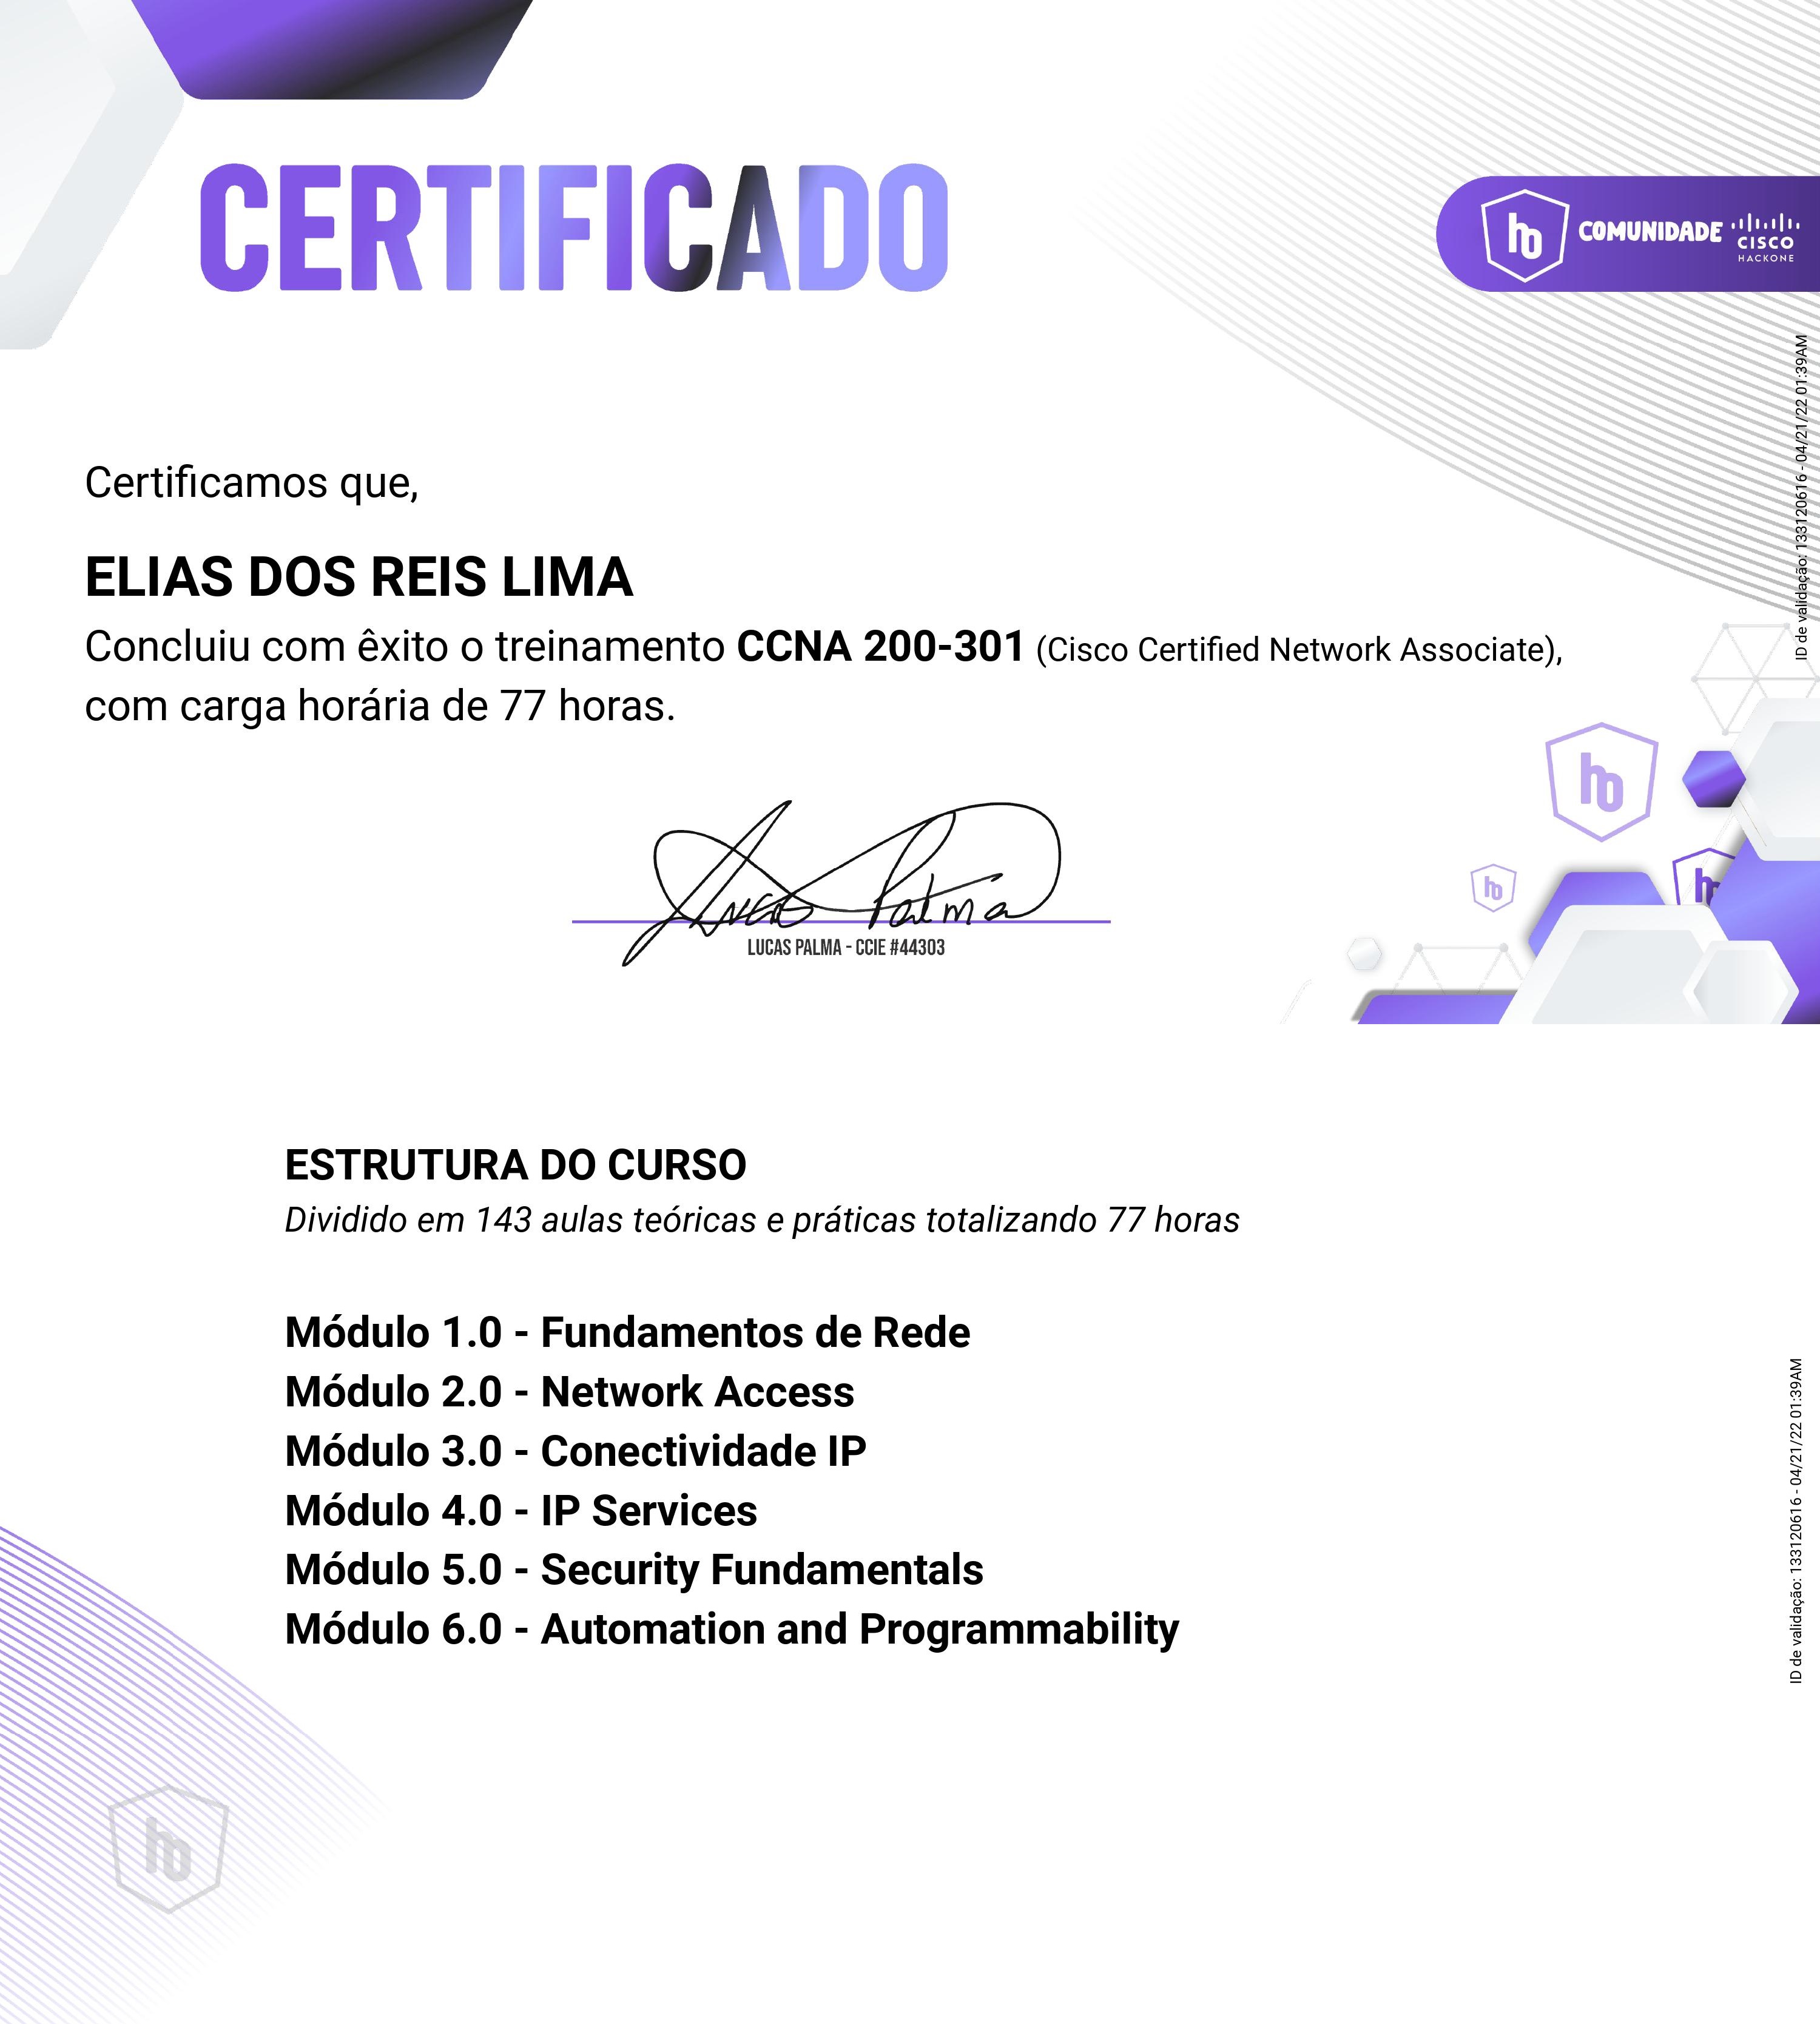 CERTIFICADO
hb COMUNIDADE CISCO
HACKONE
ID de validação: 133120616 - 04/21/22 01:39AM
Certificamos que,
ELIAS DOS REIS LIMA
Concluiu com êxito o treinamento CCNA 200-301 (Cisco Certified Network Associate),
com carga horária de 77 horas.
hb
hb
hb
Lucas Palma
LUCAS PALMA - CCIE #44303
ESTRUTURA DO CURSO
Dividido em 143 aulas teóricas e práticas totalizando 77 horas
Módulo 1.0 - Fundamentos de Rede
Módulo 2.0 - Network Access
Módulo 3.0 - Conectividade IP
Módulo 4.0 - IP Services
Módulo 5.0 - Security Fundamentals
Módulo 6.0 - Automation and Programmability
ID de validação: 133120616 - 04/21/22 01:39AM
hb